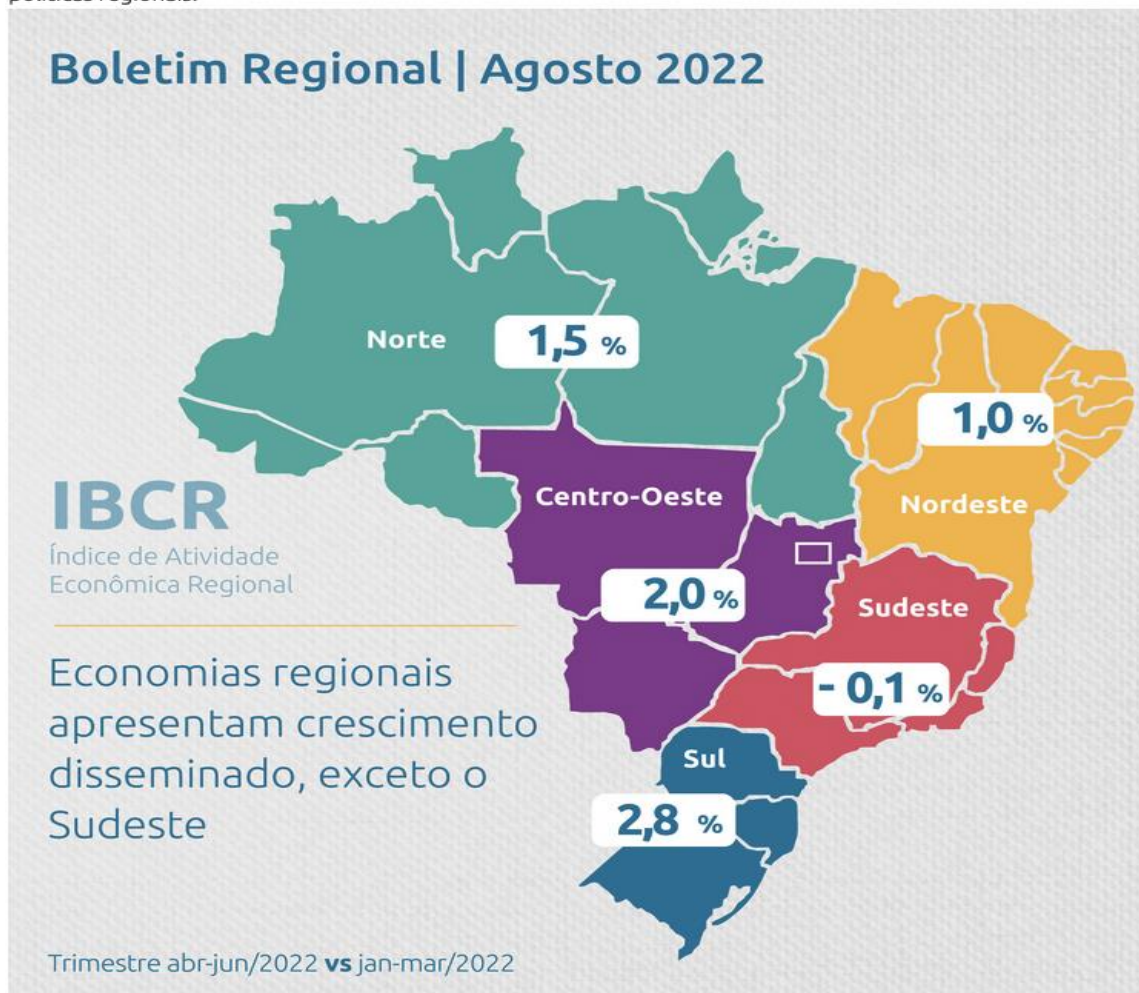 Boletim Regional | Agosto 2022
Norte
1,5 %
1,0 %
Nordeste
Centro-Oeste
2,0 %
Sudeste
- 0,1 %
Sul
2,8 %
IBCR
Índice de Atividade
Econômica Regional
Economias regionais
apresentam crescimento
disseminado, exceto o
Sudeste
Trimestre abr-jun/2022 vs jan-mar/2022